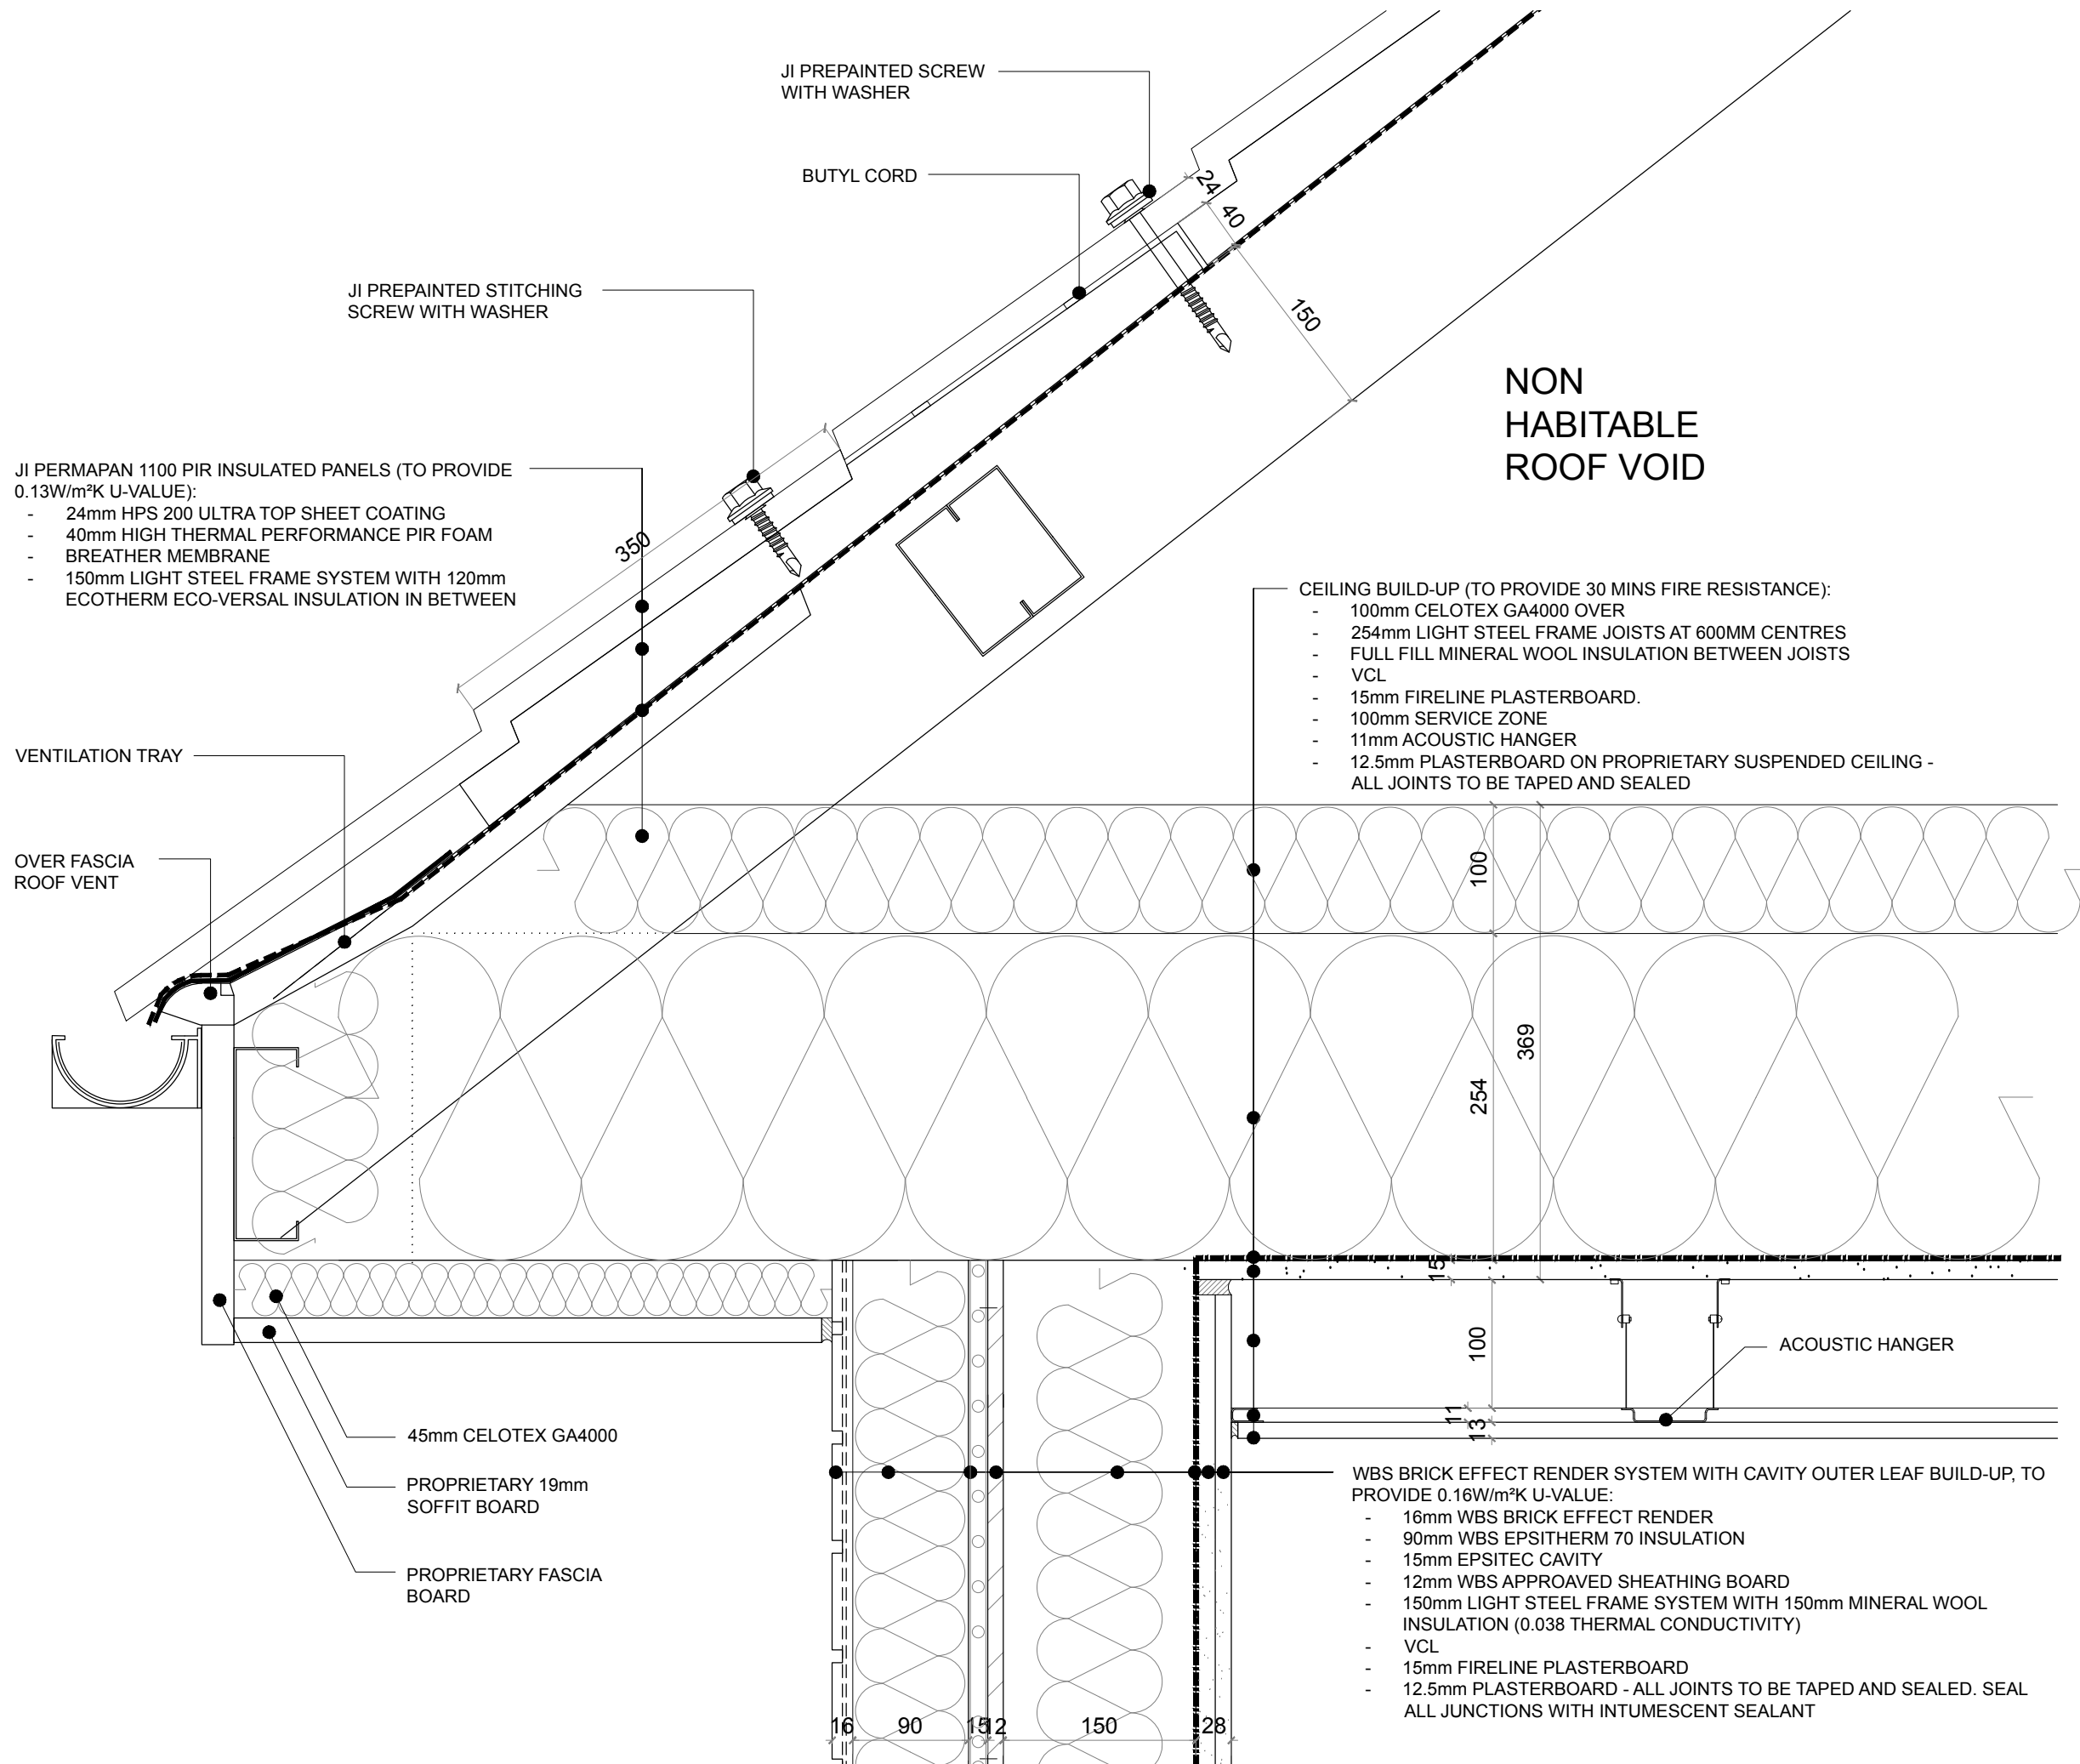 JI PREPAINTED SCREW
WITH WASHER
BUTYL CORD
JI PREPAINTED STITCHING
SCREW WITH WASHER
24
40
150
350
NON
HABITABLE
ROOF VOID
JI PERMAPAN 1100 PIR INSULATED PANELS (TO PROVIDE
0.13W/m²K U-VALUE):
- 24mm HPS 200 ULTRA TOP SHEET COATING
- 40mm HIGH THERMAL PERFORMANCE PIR FOAM
- BREATHER MEMBRANE
- 150mm LIGHT STEEL FRAME SYSTEM WITH 120mm
ECOTHERM ECO-VERSAL INSULATION IN BETWEEN
CEILING BUILD-UP (TO PROVIDE 30 MINS FIRE RESISTANCE):
- 100mm CELOTEX GA4000 OVER
- 254mm LIGHT STEEL FRAME JOISTS AT 600MM CENTRES
- FULL FILL MINERAL WOOL INSULATION BETWEEN JOISTS
- VCL
- 15mm FIRELINE PLASTERBOARD.
- 100mm SERVICE ZONE
- 11mm ACOUSTIC HANGER
- 12.5mm PLASTERBOARD ON PROPRIETARY SUSPENDED CEILING -
ALL JOINTS TO BE TAPED AND SEALED
VENTILATION TRAY
OVER FASCIA
ROOF VENT
100
369
254
15
100
11
13
ACOUSTIC HANGER
45mm CELOTEX GA4000
PROPRIETARY 19mm
SOFFIT BOARD
PROPRIETARY FASCIA
BOARD
WBS BRICK EFFECT RENDER SYSTEM WITH CAVITY OUTER LEAF BUILD-UP, TO
PROVIDE 0.16W/m²K U-VALUE:
- 16mm WBS BRICK EFFECT RENDER
- 90mm WBS EPSITHERM 70 INSULATION
- 15mm EPSITEC CAVITY
- 12mm WBS APPROAVED SHEATHING BOARD
- 150mm LIGHT STEEL FRAME SYSTEM WITH 150mm MINERAL WOOL
INSULATION (0.038 THERMAL CONDUCTIVITY)
- VCL
- 15mm FIRELINE PLASTERBOARD
- 12.5mm PLASTERBOARD - ALL JOINTS TO BE TAPED AND SEALED. SEAL
ALL JUNCTIONS WITH INTUMESCENT SEALANT
16 90 15 12 150 28